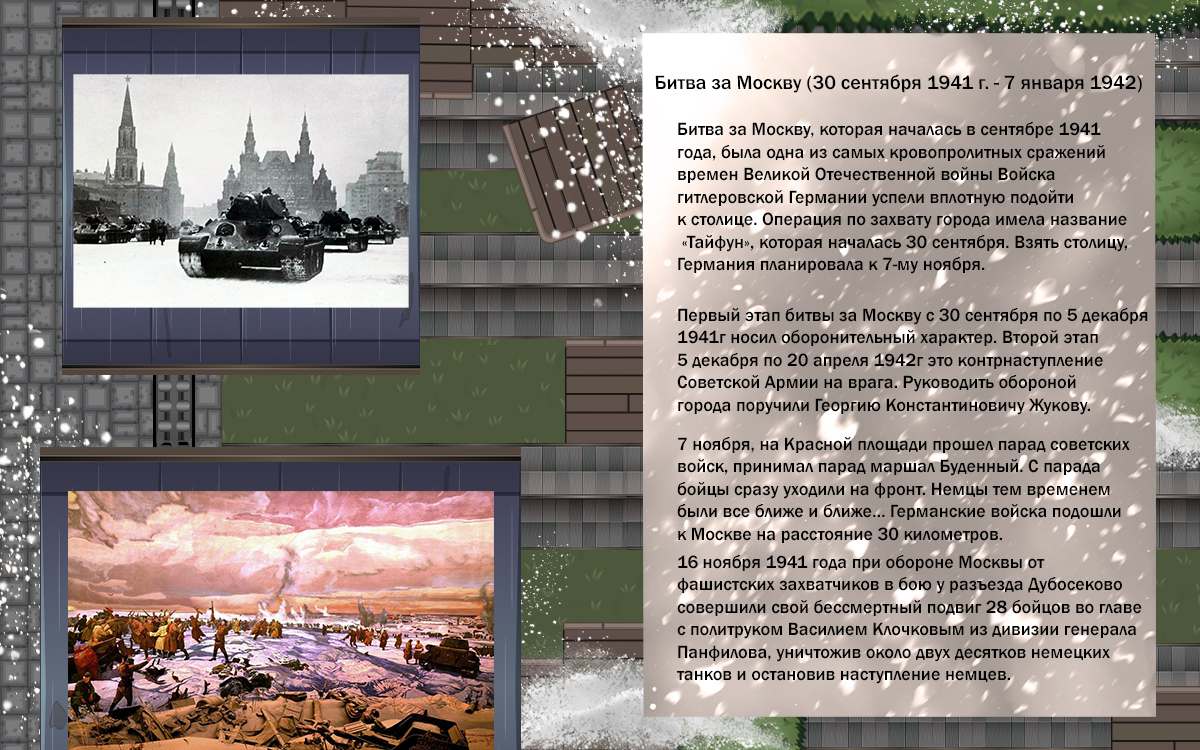 Битва за Москву (30 сентября 1941 г. - 7 января 1942)
Битва за Москву, которая началась в сентябре 1941
года, была одна из самых кровопролитных сражений
времен Великой Отечественной войны Войска
гитлеровской Германии успели вплотную подойти
к столице. Операция по захвату города имела название
«Тайфун», которая началась 30 сентября. Взять столицу,
Германия планировала к 7-му ноября.
Первый этап битвы за Москву с 30 сентября по 5 декабря
1941г носил оборонительный характер. Второй этап
5 декабря по 20 апреля 1942г это контрнаступление
Советской Армии на врага. Руководить обороной
города поручили Георгию Константиновичу Жукову.
7 ноября, на Красной площади прошел парад советских
войск, принимал парад маршал Буденный. С парада
бойцы сразу уходили на фронт. Немцы тем временем
были все ближе и ближе... Германские войска подошли
к Москве на расстояние 30 километров.
16 ноября 1941 года при обороне Москвы от
фашистских захватчиков в бою у разъезда Дубосеково
совершили свой бессмертный подвиг 28 бойцов во главе
с политруком Василием Клочковым из дивизии генерала
Панфилова, уничтожив около двух десятков немецких
танков и остановив наступление немцев.